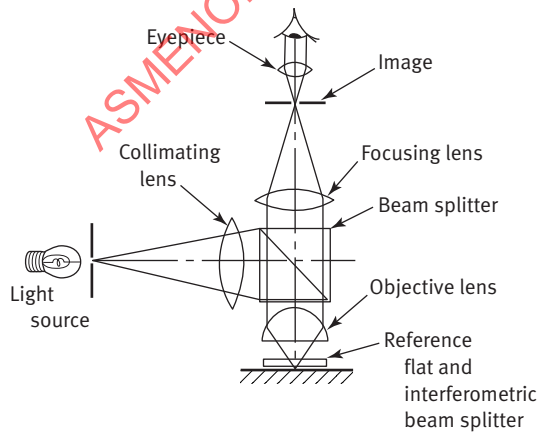 Eyepiece
Image
ASMENO
Collimating
lens
Focusing lens
Beam splitter
Light
source
Objective lens
Reference
flat and
interferometric
beam splitter